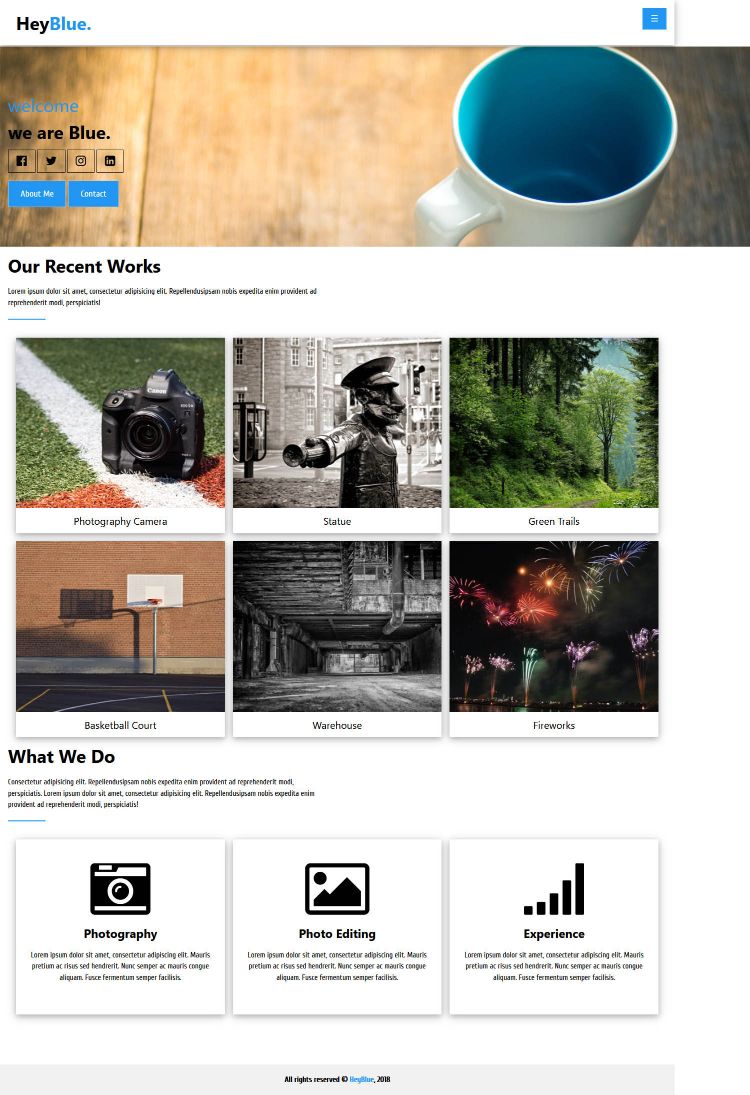 HeyBlue.
☰
welcome
we are Blue.
About Me Contact
Our Recent Works
Lorem ipsum dolor sit amet, consectetur adipisicing elit. Repellendusipsam nobis expedita enim provident ad
reprehenderit modi, perspiciatis!
Canon
Photography Camera Statue Green Trails
Basketball Court Warehouse Fireworks
What We Do
Consectetur adipisicing elit. Repellendusipsam nobis expedita enim provident ad reprehenderit modi,
perspiciatis. Lorem ipsum dolor sit amet, consectetur adipisicing elit. Repellendusipsam nobis expedita enim
provident ad reprehenderit modi, perspiciatis!
Photography
Lorem ipsum dolor sit amet, consectetur adipiscing elit. Mauris
pretium ac risus sed hendrerit. Nunc semper ac mauris congue
aliquam. Fusce fermentum semper facilisis.
Photo Editing
Lorem ipsum dolor sit amet, consectetur adipiscing elit. Mauris
pretium ac risus sed hendrerit. Nunc semper ac mauris congue
aliquam. Fusce fermentum semper facilisis.
Experience
Lorem ipsum dolor sit amet, consectetur adipiscing elit. Mauris
pretium ac risus sed hendrerit. Nunc semper ac mauris congue
aliquam. Fusce fermentum semper facilisis.
All rights reserved © HeyBlue, 2018